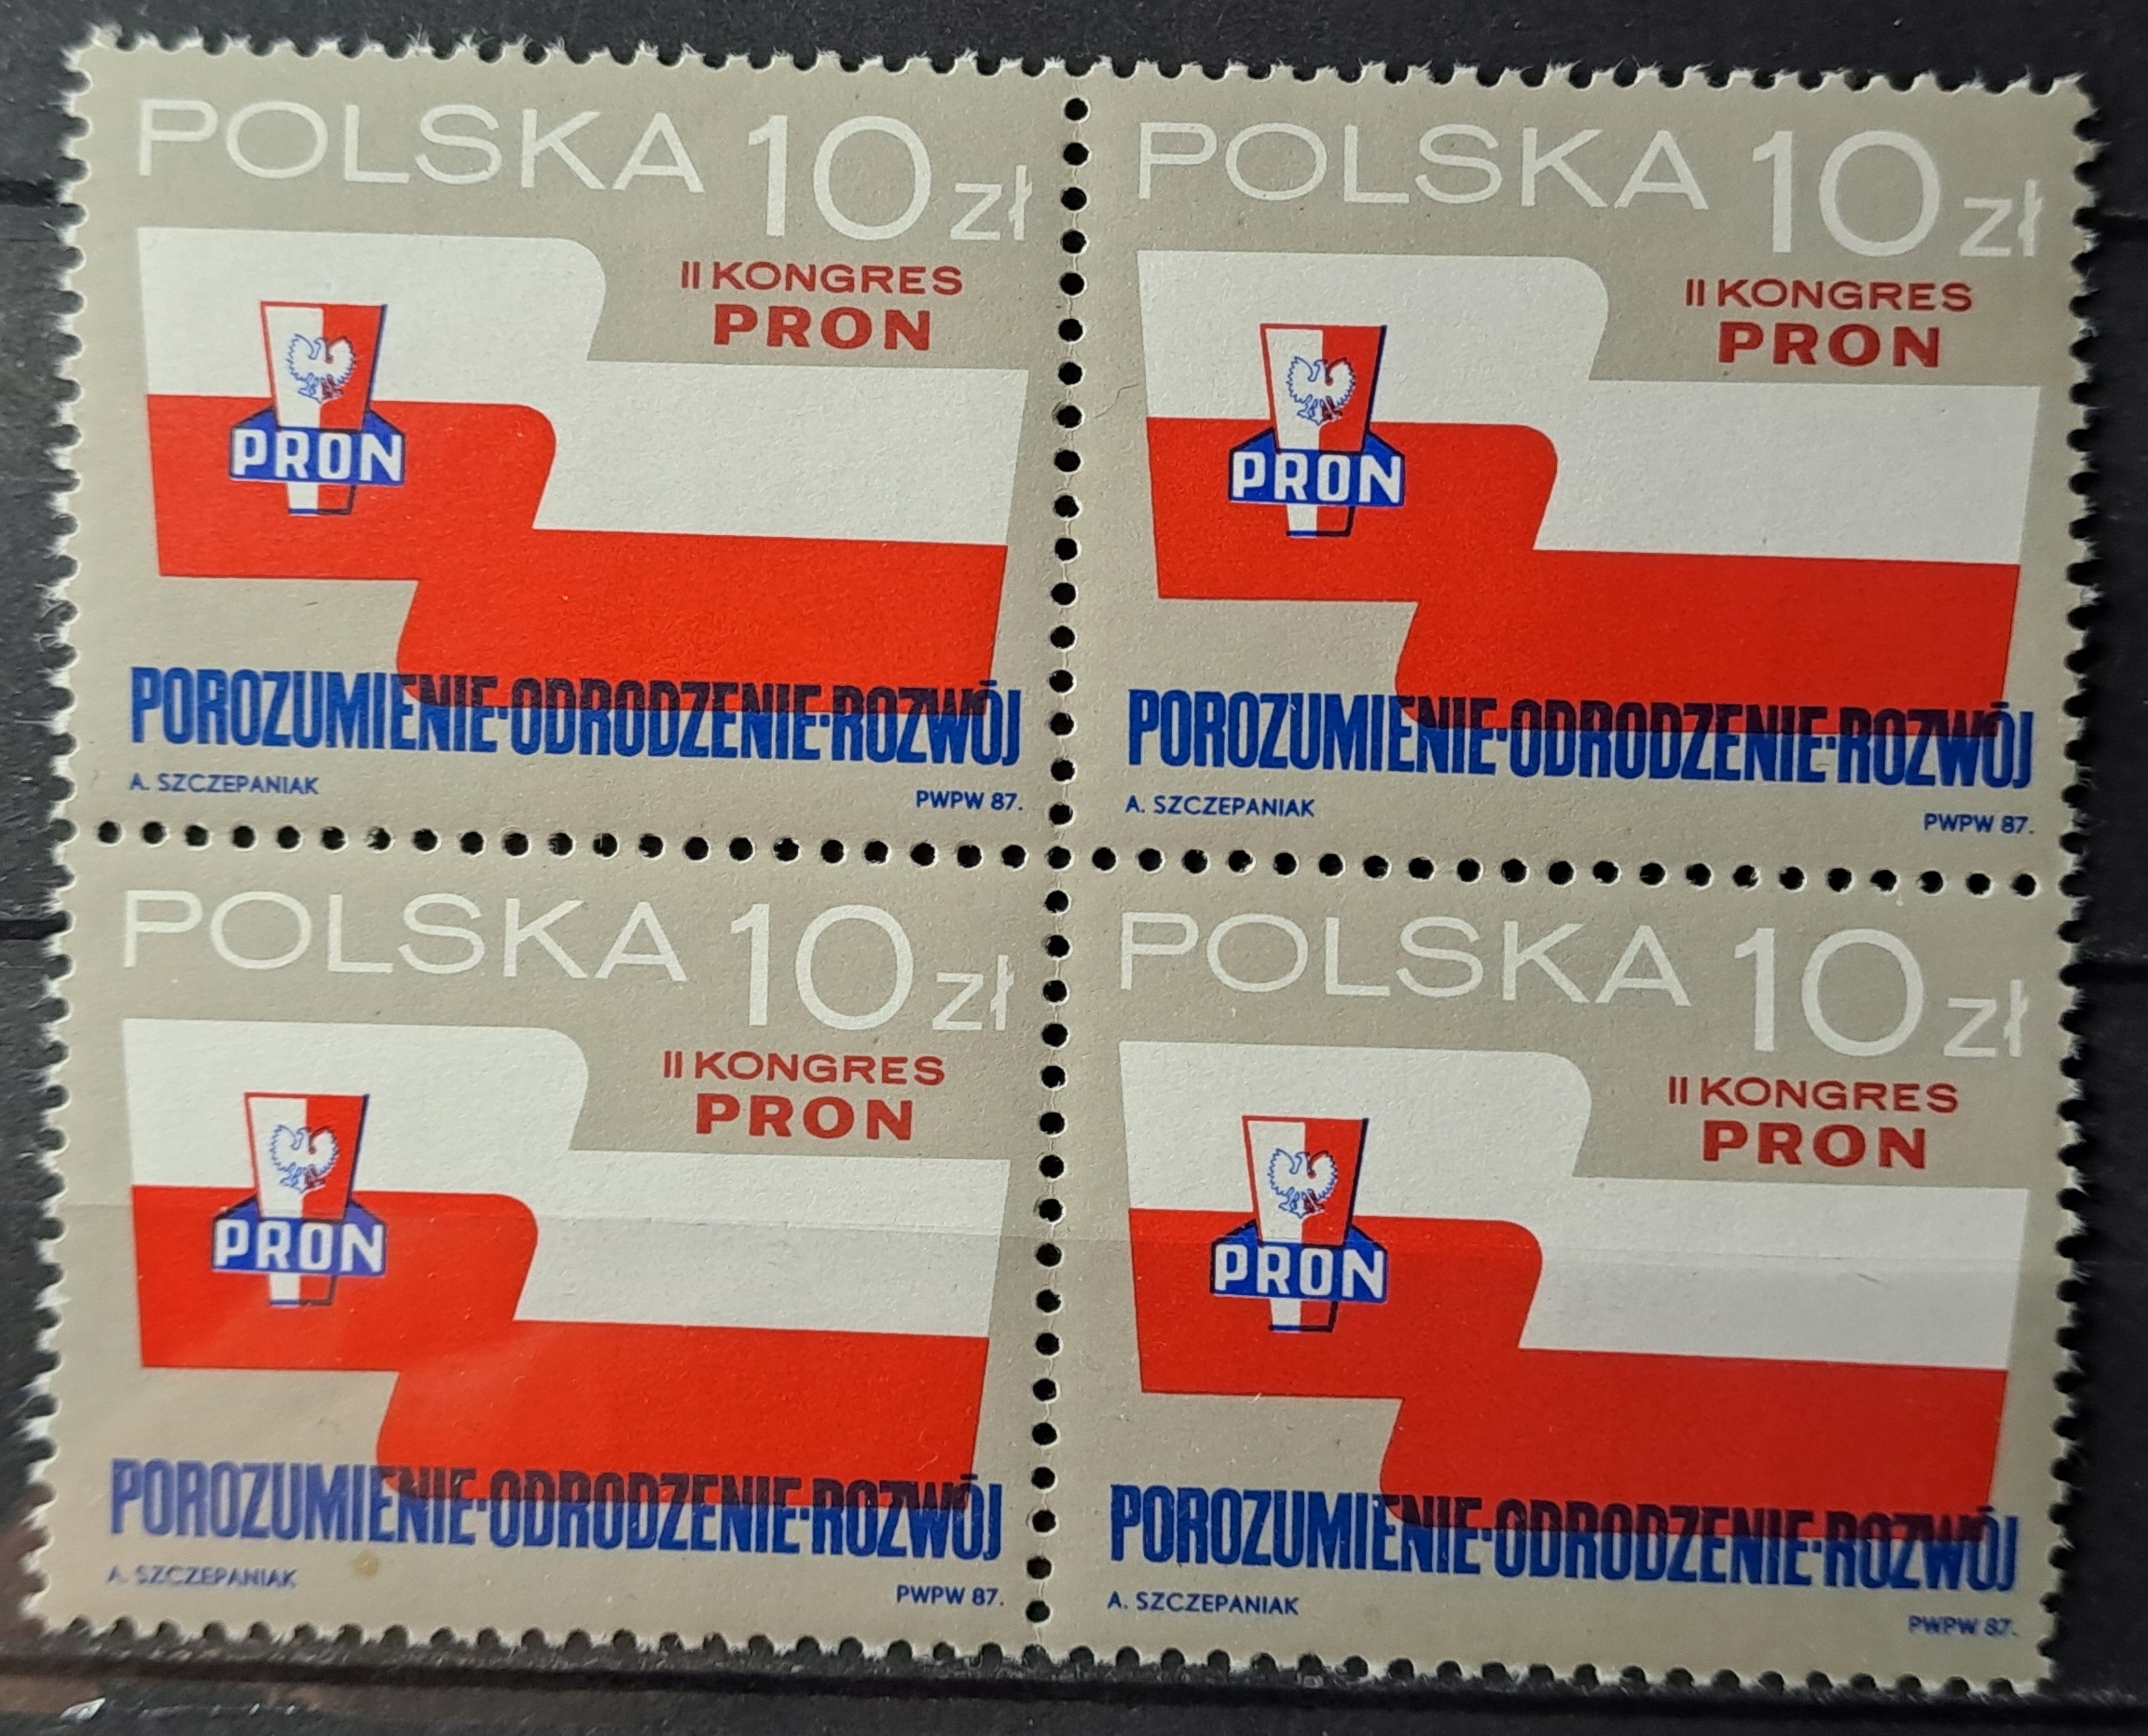 POLSKA 10 zł
II KONGRES
PRON
PRON
POROZUMIENIE·ODRODZENIE·ROZWÓJ
A. SZCZEPANIAK
PWPW 87.
POLSKA 10 zł
II KONGRES
PRON
PRON
POROZUMIENIE·ODRODZENIE·ROZWÓJ
A. SZCZEPANIAK
PWPW 87.
POLSKA 10 zł
II KONGRES
PRON
PRON
POROZUMIENIE·ODRODZENIE·ROZWÓJ
A. SZCZEPANIAK
PWPW 87.
POLSKA 10 zł
II KONGRES
PRON
PRON
POROZUMIENIE·ODRODZENIE·ROZWÓJ
A. SZCZEPANIAK
PWPW 87.